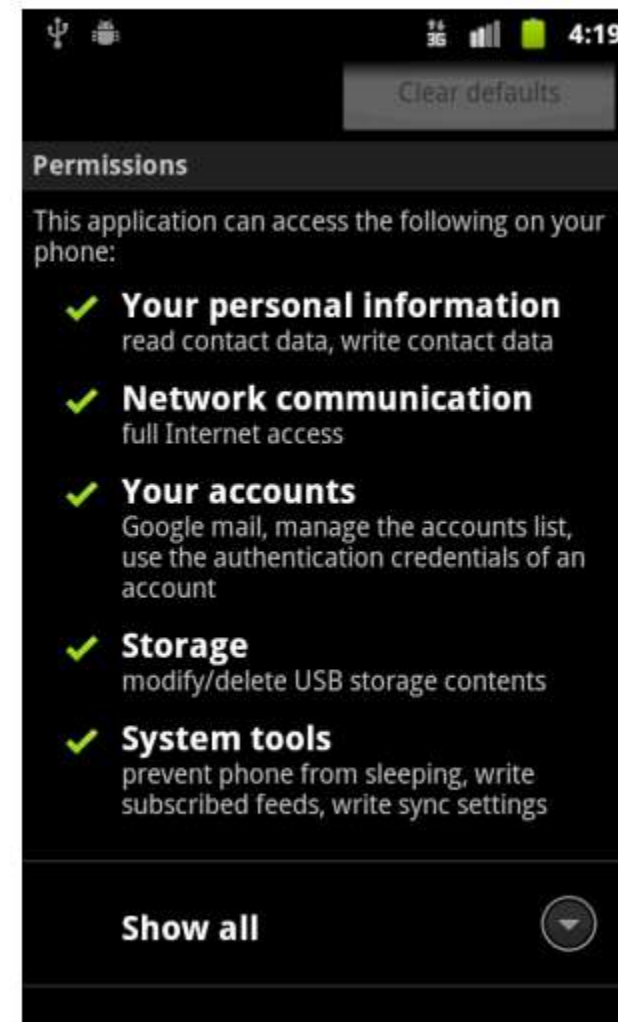 3G 4:19
Clear defaults
Permissions
This application can access the following on your
phone:
Your personal information
read contact data, write contact data
Network communication
full Internet access
Your accounts
Google mail, manage the accounts list,
use the authentication credentials of an
account
Storage
modify/delete USB storage contents
System tools
prevent phone from sleeping, write
subscribed feeds, write sync settings
Show all